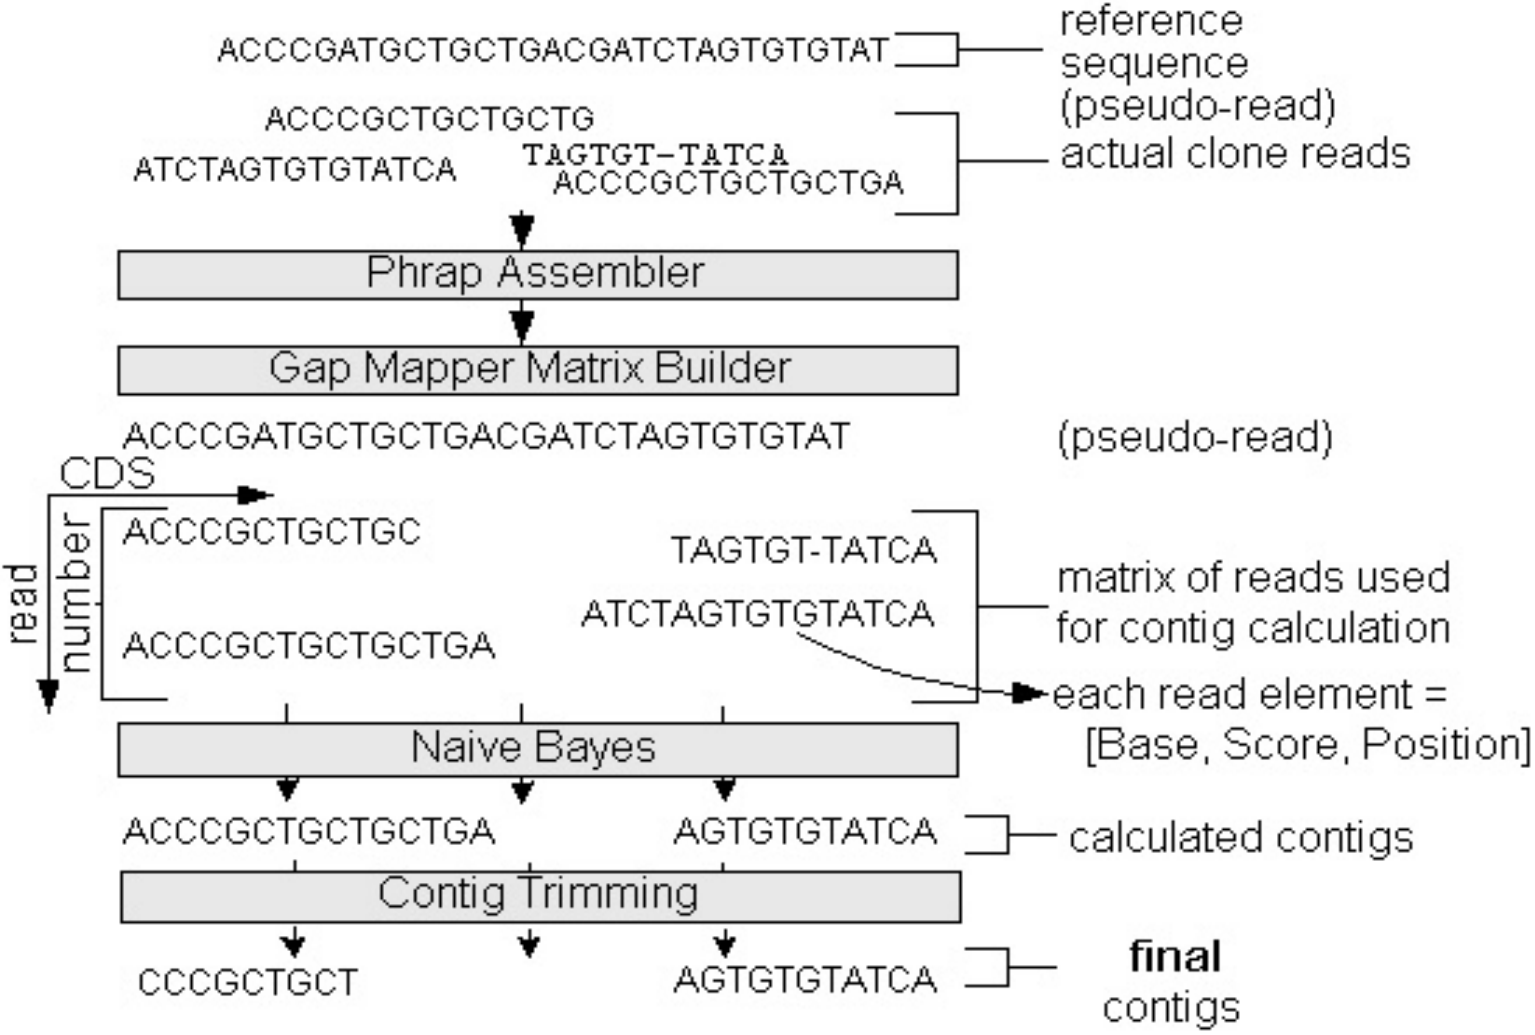 reference
ACCCGATGCTGCTGACGATCTAGTGTGTAT
sequence
(pseudo-read)
ACCCGCTGCTGCTG
TAGTGT-TATCA
actual clone reads
ATCTAGTGTGTATCA
ACCCGCTGCTGCTGA
Phrap Assembler
Gap Mapper Matrix Builder
ACCCGATGCTGCTGACGATCTAGTGTGTAT
(pseudo-read)
CDS
read
number
ACCCGCTGCTGC
TAGTGT-TATCA
ATCTAGTGTGTATCA
ACCCGCTGCTGCTGA
matrix of reads used
for contig calculation
each read element =
[Base, Score, Position]
Naive Bayes
ACCCGCTGCTGCTGA
AGTGTGTATCA
calculated contigs
Contig Trimming
CCCGCTGCT
AGTGTGTATCA
final
contigs